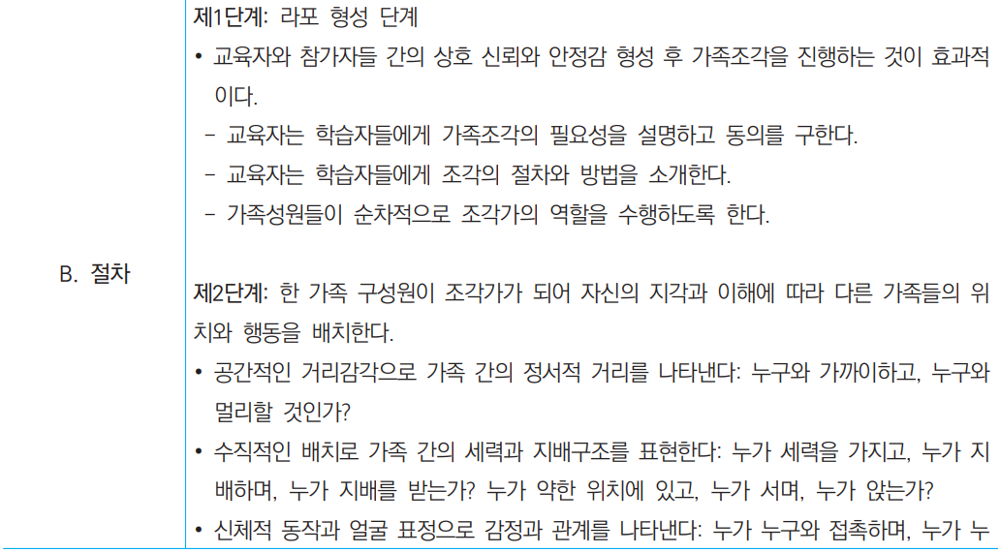 제1단계: 라포 형성 단계
• 교육자와 참가자들 간의 상호 신뢰와 안정감 형성 후 가족조각을 진행하는 것이 효과적
이다.
– 교육자는 학습자들에게 가족조각의 필요성을 설명하고 동의를 구한다.
– 교육자는 학습자들에게 조각의 절차와 방법을 소개한다.
– 가족성원들이 순차적으로 조각가의 역할을 수행하도록 한다.
B. 절차
제2단계: 한 가족 구성원이 조각가가 되어 자신의 지각과 이해에 따라 다른 가족들의 위
치와 행동을 배치한다.
• 공간적인 거리감각으로 가족 간의 정서적 거리를 나타낸다: 누구와 가까이하고, 누구와
멀리할 것인가?
• 수직적인 배치로 가족 간의 세력과 지배구조를 표현한다: 누가 세력을 가지고, 누가 지
배하며, 누가 지배를 받는가? 누가 약한 위치에 있고, 누가 서며, 누가 앉는가?
• 신체적 동작과 얼굴 표정으로 감정과 관계를 나타낸다: 누가 누구와 접촉하며, 누가 누